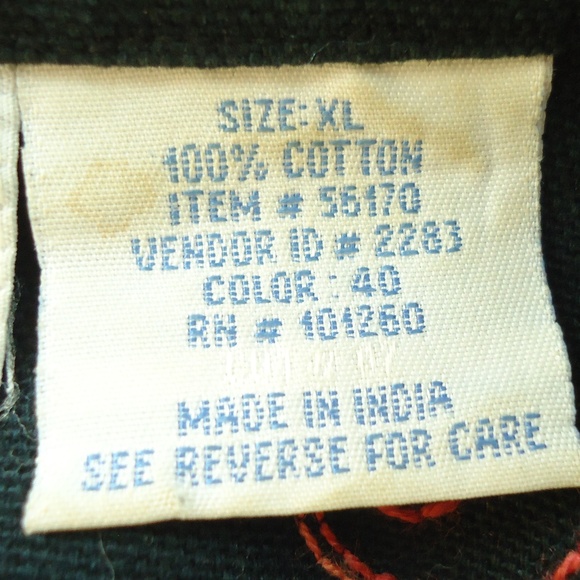 SIZE: XL
100% COTTON
ITEM # 56170
VENDOR ID # 2283
COLOR : 40
RN # 101260
MADE IN INDIA
SEE REVERSE FOR CARE